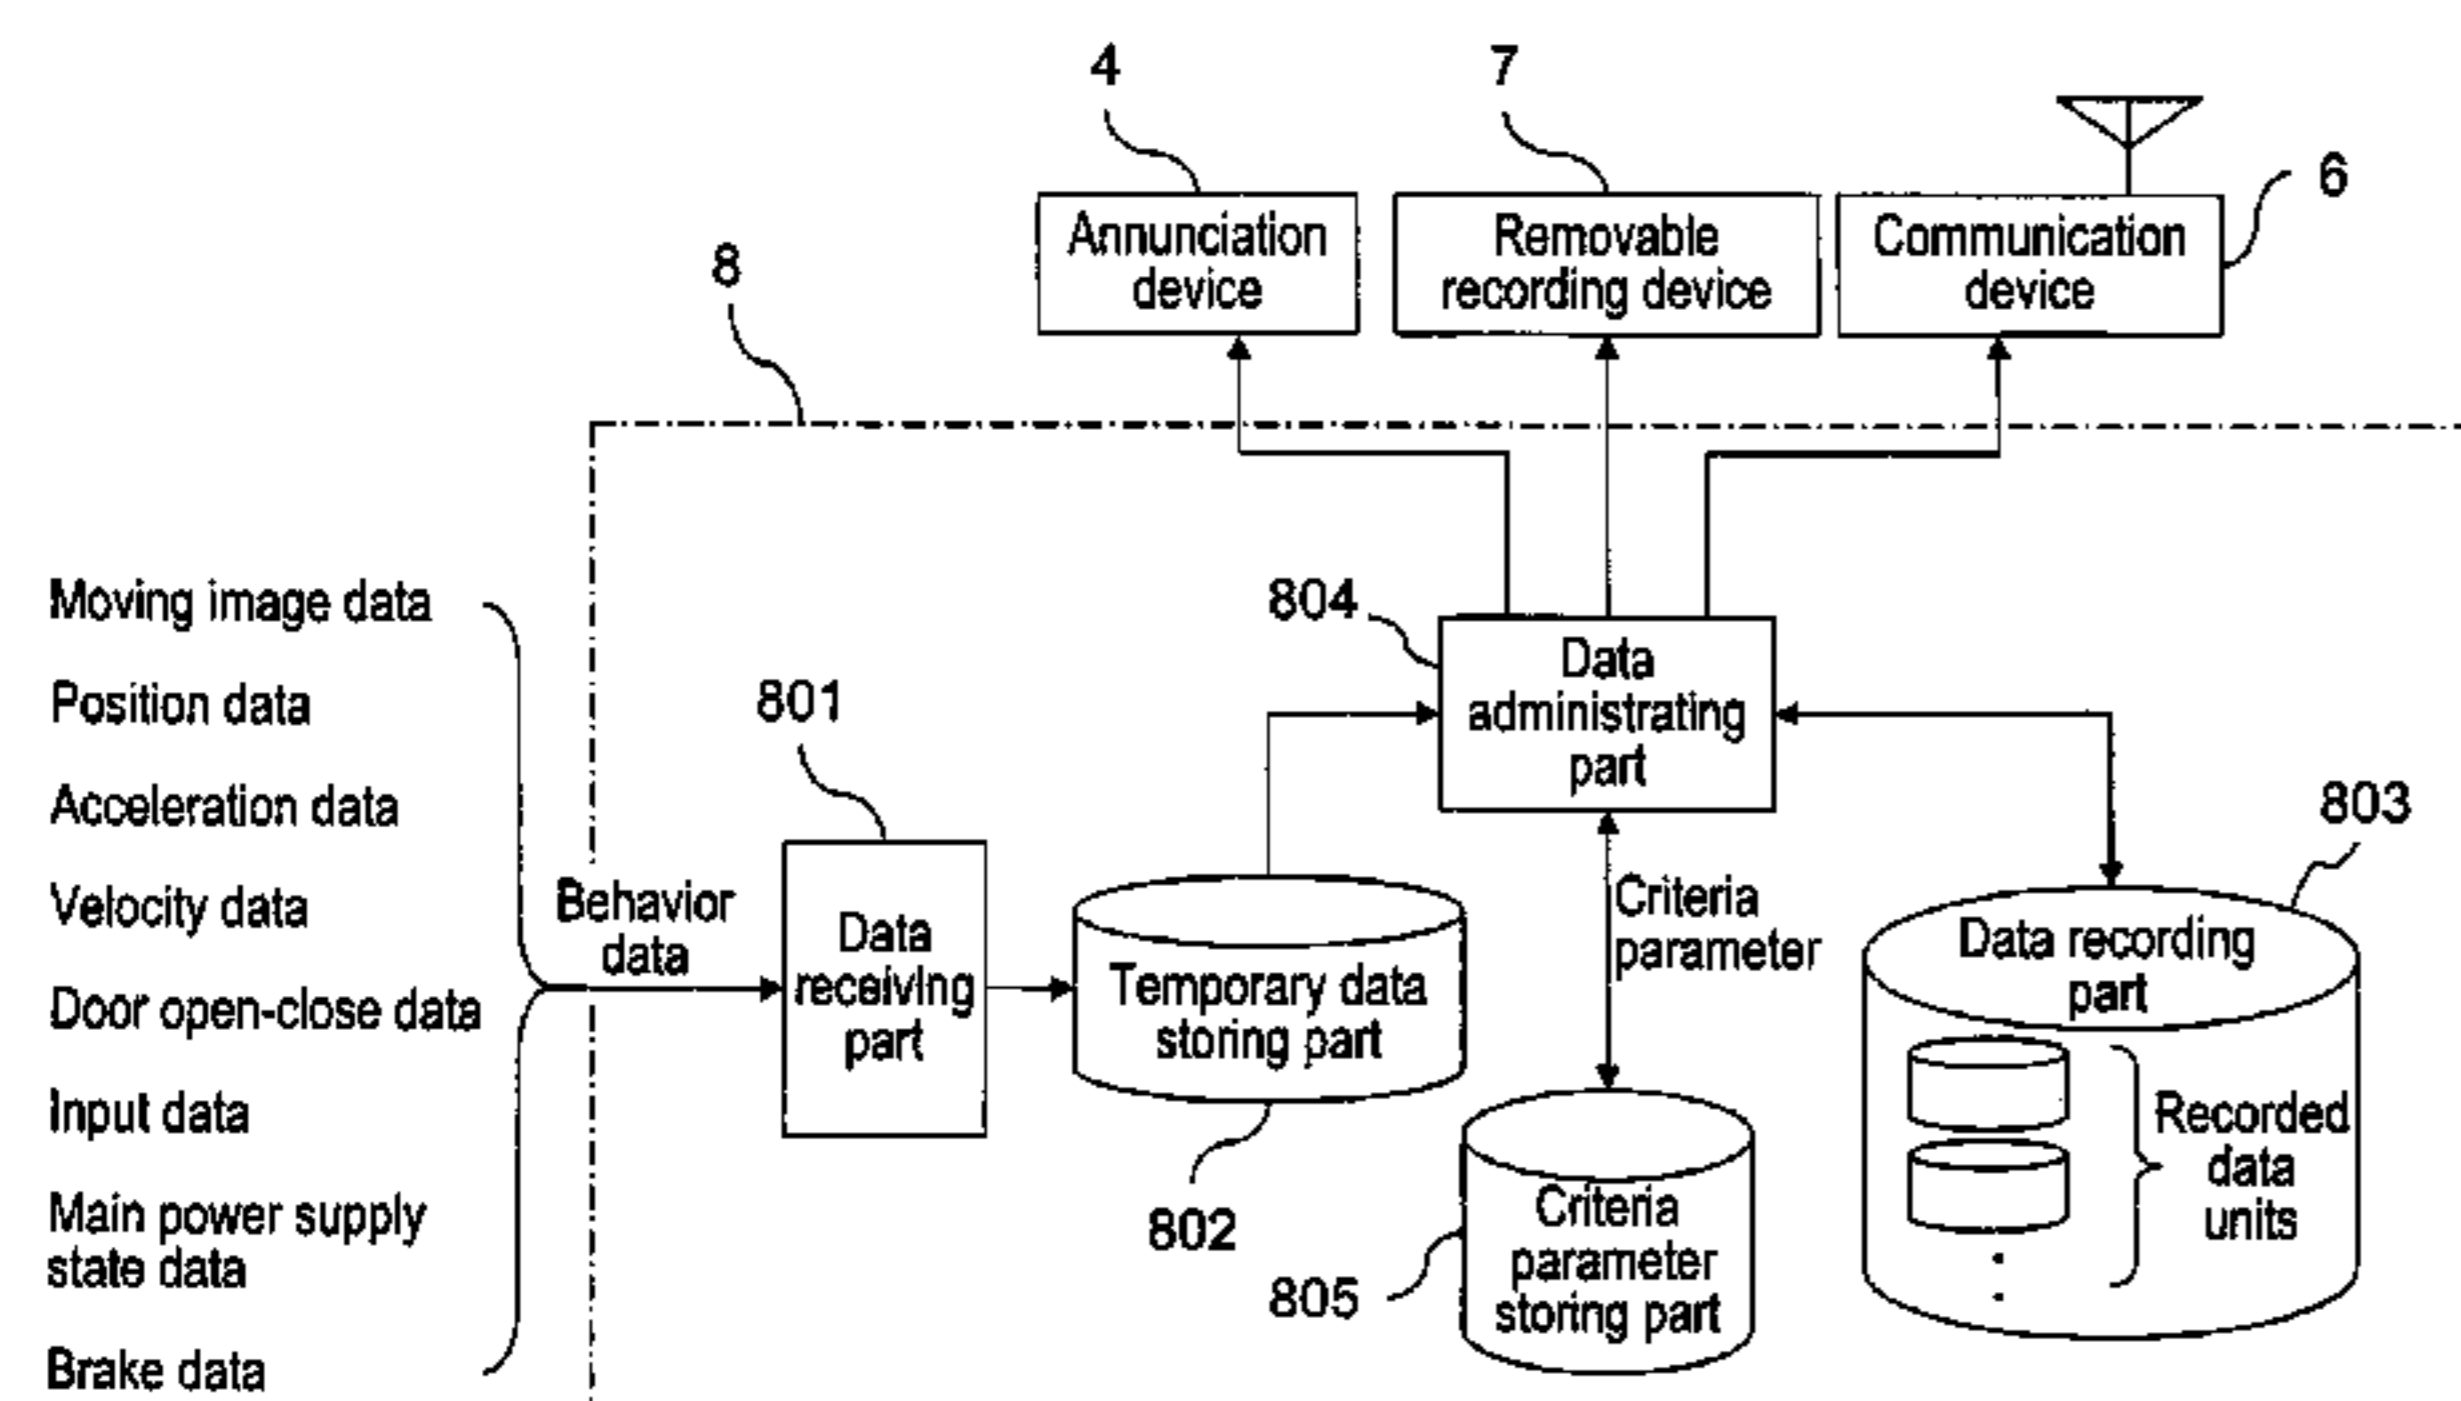 4
7
6
8
Annunciation
device
Removable
recording device
Communication
device
Moving image data
Position data
Acceleration data
Velocity data
Door open-close data
Input data
Main power supply
state data
Brake data
Behavior
data
801
Data
receiving
part
Temporary data
storing part
802
804
Data
administrating
part
Criteria
parameter
805
Criteria
parameter
storing part
803
Data recording
part
Recorded
data
units